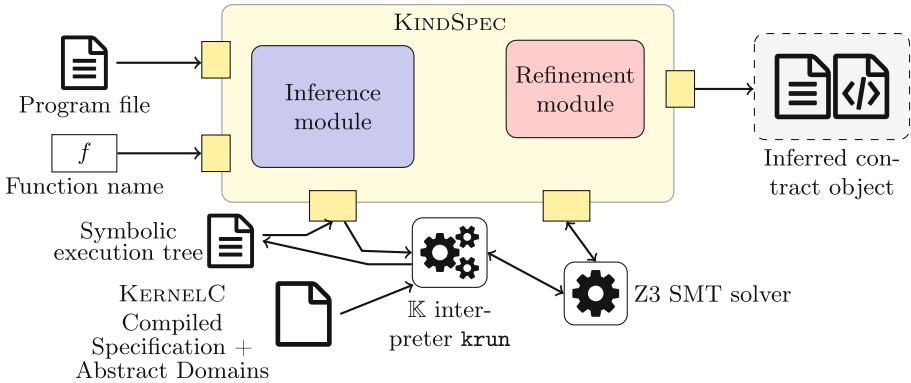 KINDSPEC
Inference
module
Refinement
module
Program file
f
Function name
Inferred con-
tract object
Symbolic
execution tree
KERNELC
Compiled
Specification +
Abstract Domains
𝕂 inter-
preter krun
Z3 SMT solver